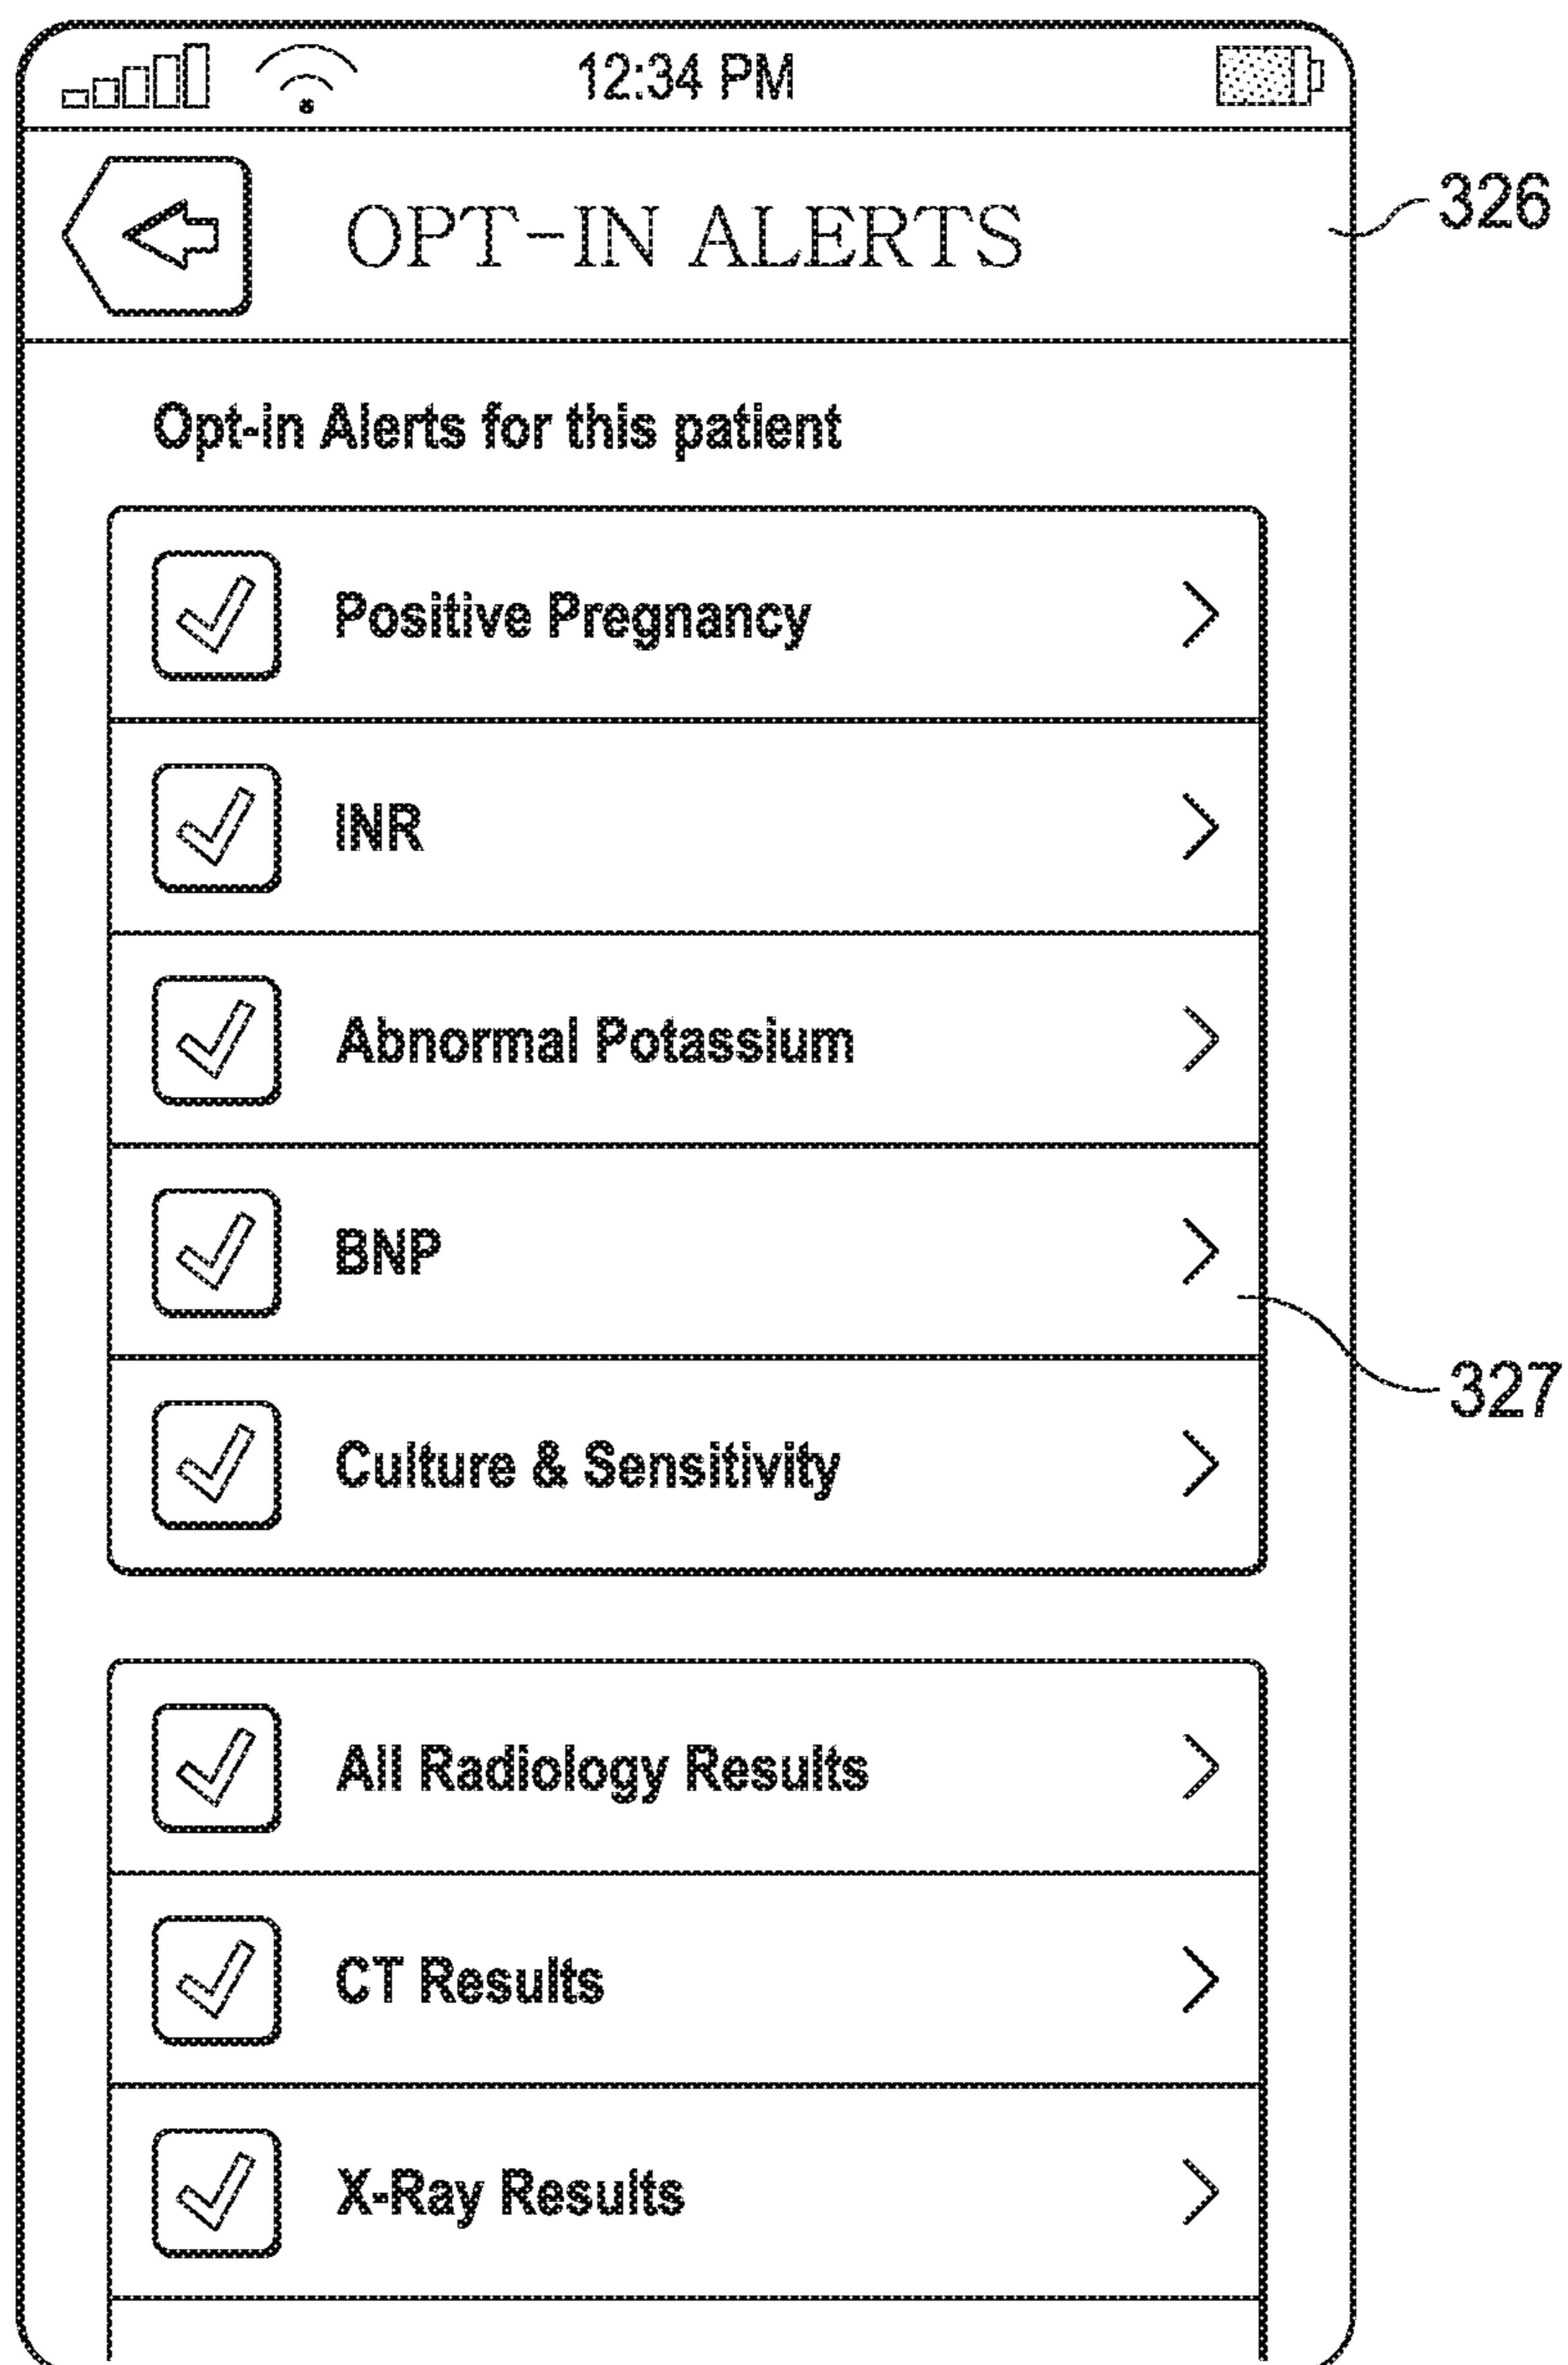 12:34 PM
OPT-IN ALERTS
326
Opt-in Alerts for this patient
Positive Pregnancy
INR
Abnormal Potassium
BNP
327
Culture & Sensitivity
All Radiology Results
CT Results
X-Ray Results